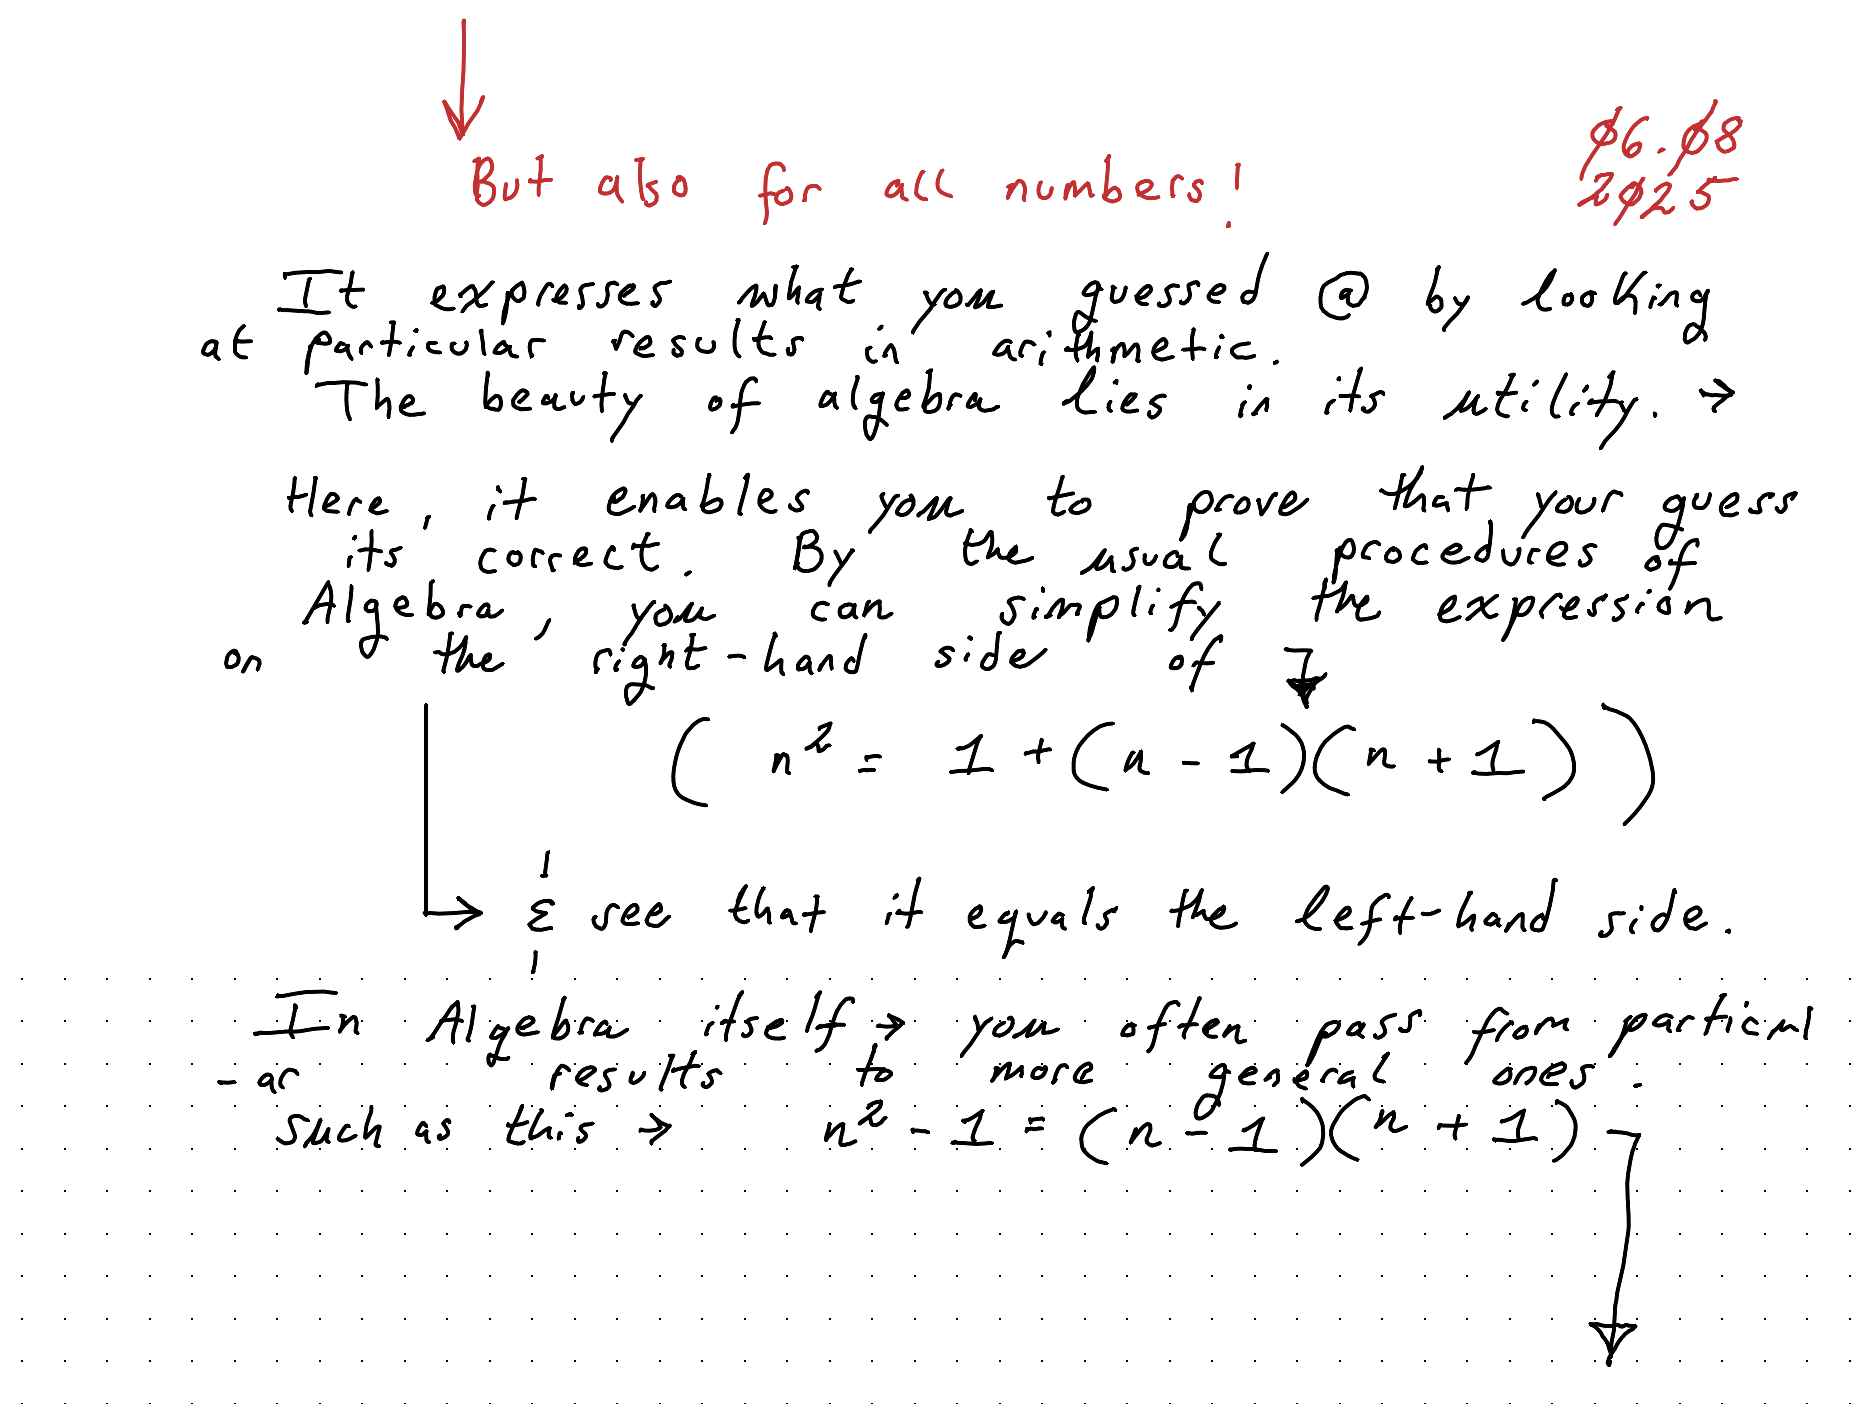 But also for all numbers!
06.08
2025
It expresses what you guessed @ by looking
at particular results in arithmetic.
The beauty of algebra lies in its utility. →
Here, it enables you to prove that your guess
its correct. By the usual procedures of
Algebra, you can simplify the expression
on the right-hand side of
( n² = 1 + (n - 1)(n + 1) )
& see that it equals the left-hand side.
In Algebra itself → you often pass from particul
- ar results to more general ones.
Such as this → n² - 1 = (n - 1)(n + 1)